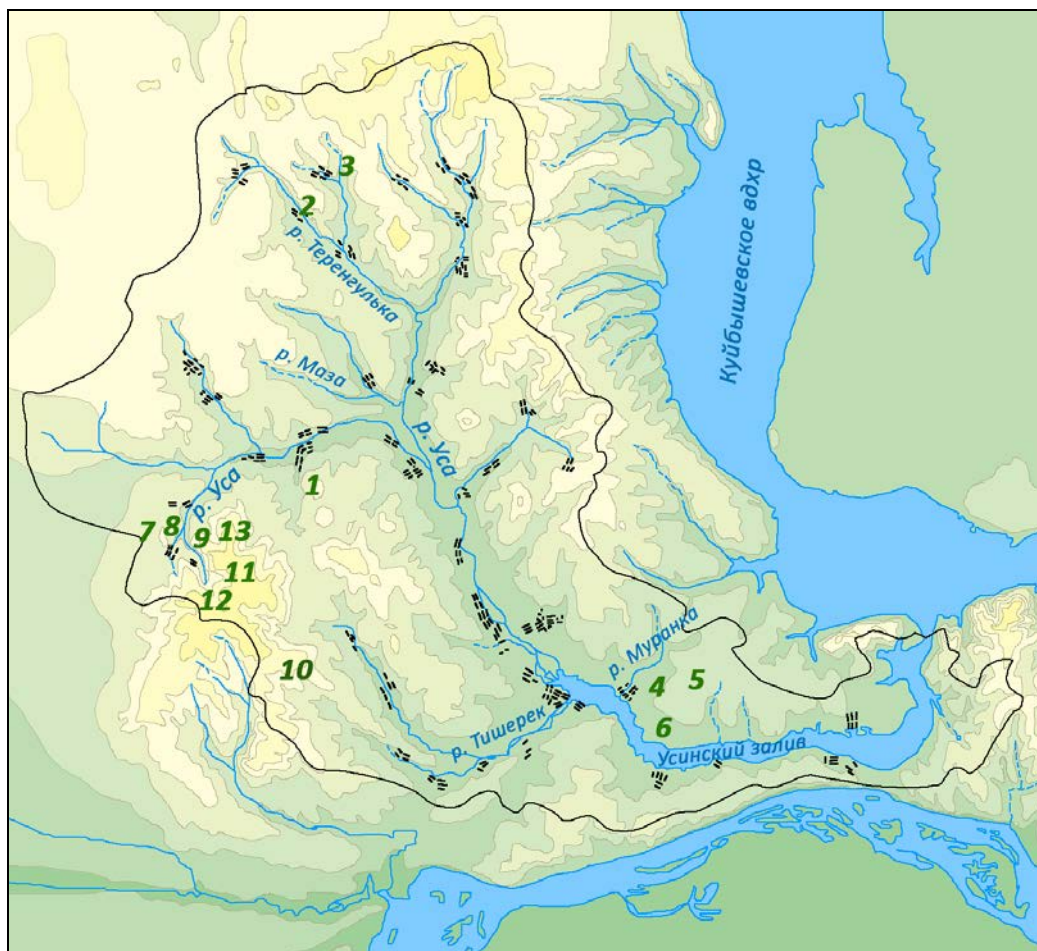 3
2
р. Теренгулька
Куйбышевское вдхр
р. Маза
р. Уса
1
р. Уса
7
8
9
13
11
12
10
р. Муранка
4
5
6
р. Тишерек
Усинский залив